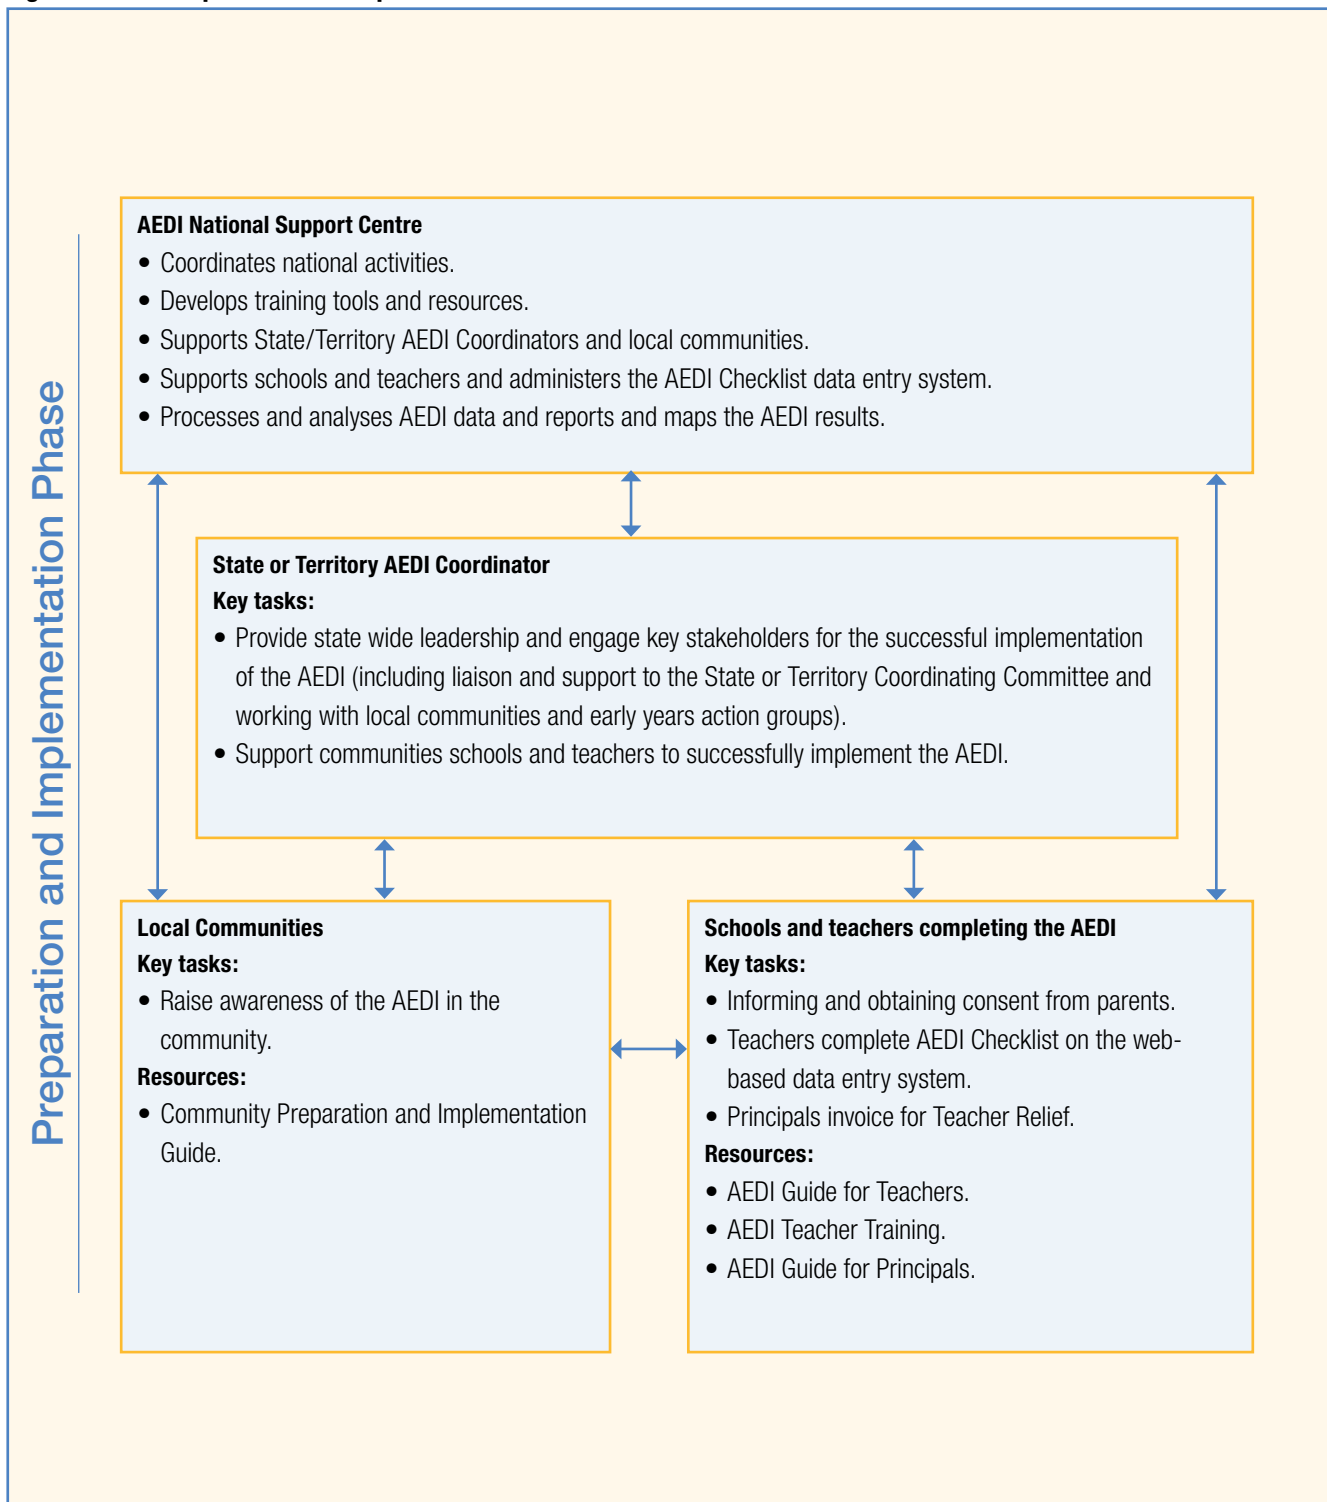 Preparation and Implementation Phase
AEDI National Support Centre
• Coordinates national activities.
• Develops training tools and resources.
• Supports State/Territory AEDI Coordinators and local communities.
• Supports schools and teachers and administers the AEDI Checklist data entry system.
• Processes and analyses AEDI data and reports and maps the AEDI results.
State or Territory AEDI Coordinator
Key tasks:
• Provide state wide leadership and engage key stakeholders for the successful implementation
of the AEDI (including liaison and support to the State or Territory Coordinating Committee and
working with local communities and early years action groups).
• Support communities schools and teachers to successfully implement the AEDI.
Local Communities
Key tasks:
• Raise awareness of the AEDI in the
community.
Resources:
• Community Preparation and Implementation
Guide.
Schools and teachers completing the AEDI
Key tasks:
• Informing and obtaining consent from parents.
• Teachers complete AEDI Checklist on the web-
based data entry system.
• Principals invoice for Teacher Relief.
Resources:
• AEDI Guide for Teachers.
• AEDI Teacher Training.
• AEDI Guide for Principals.